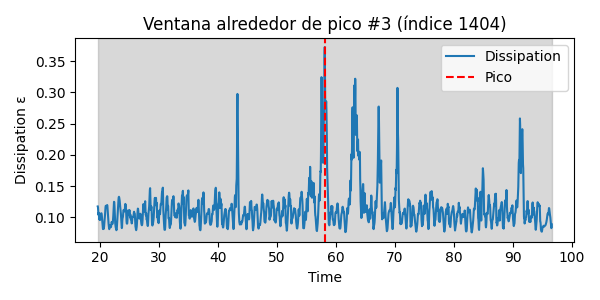 Ventana alrededor de pico #3 (índice 1404)
Dissipation ε
0.35
0.30
0.25
0.20
0.15
0.10
Dissipation
Pico
20 30 40 50 60 70 80 90 100
Time